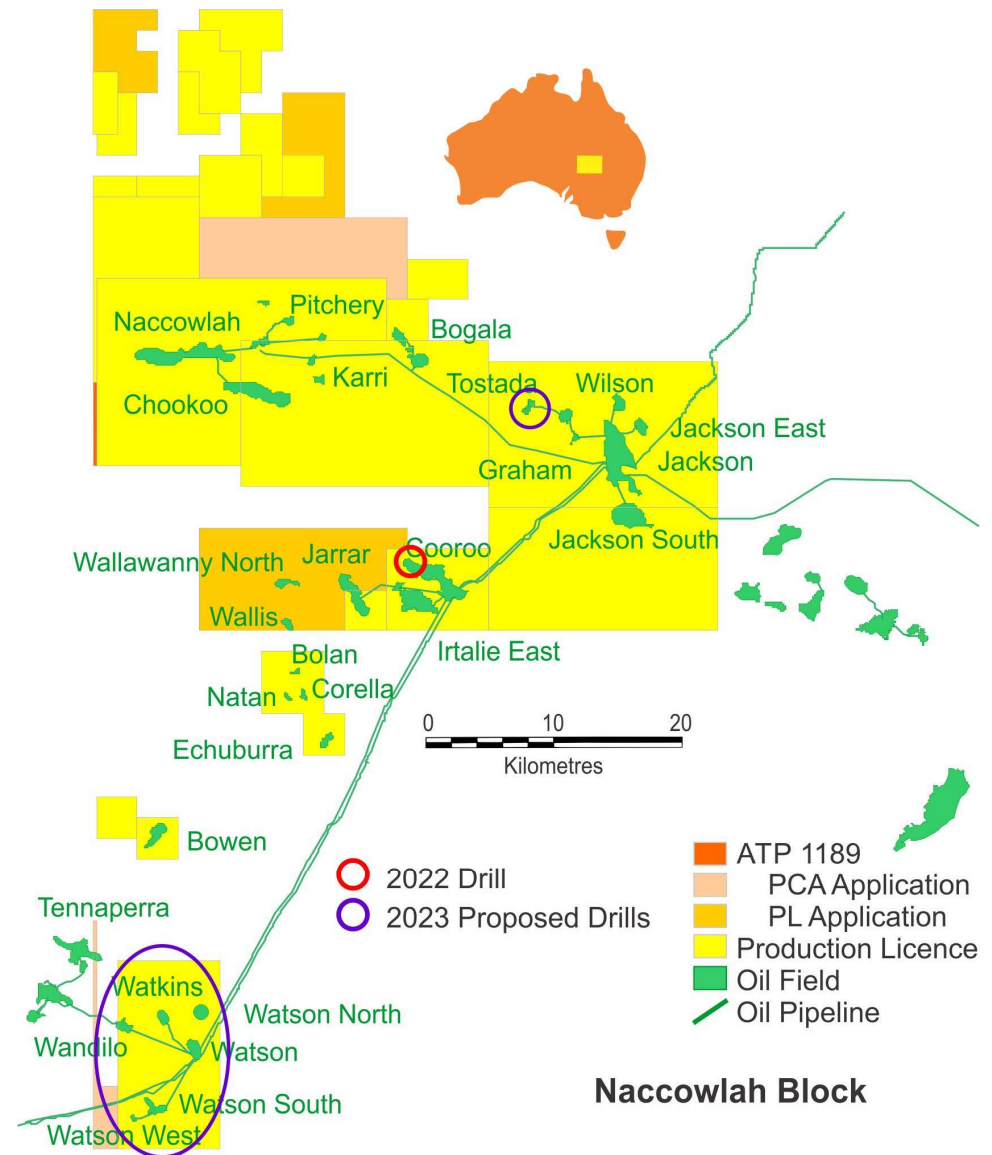 Pitchery
Naccowlah
Bogala
Karri
Chookoo
Tostada
Wilson
Jackson East
Graham
Jackson
Jackson South
Wallawanny North
Jarrar
Cooroo
Wallis
Irtalie East
Bolan
Natan
Corella
Echuburra
0 10 20
Kilometres
Bowen
2022 Drill
2023 Proposed Drills
ATP 1189
PCA Application
PL Application
Production Licence
Oil Field
Oil Pipeline
Tennaperra
Watkins
Watson North
Wandilo
Watson
Watson South
Watson West
Naccowlah Block